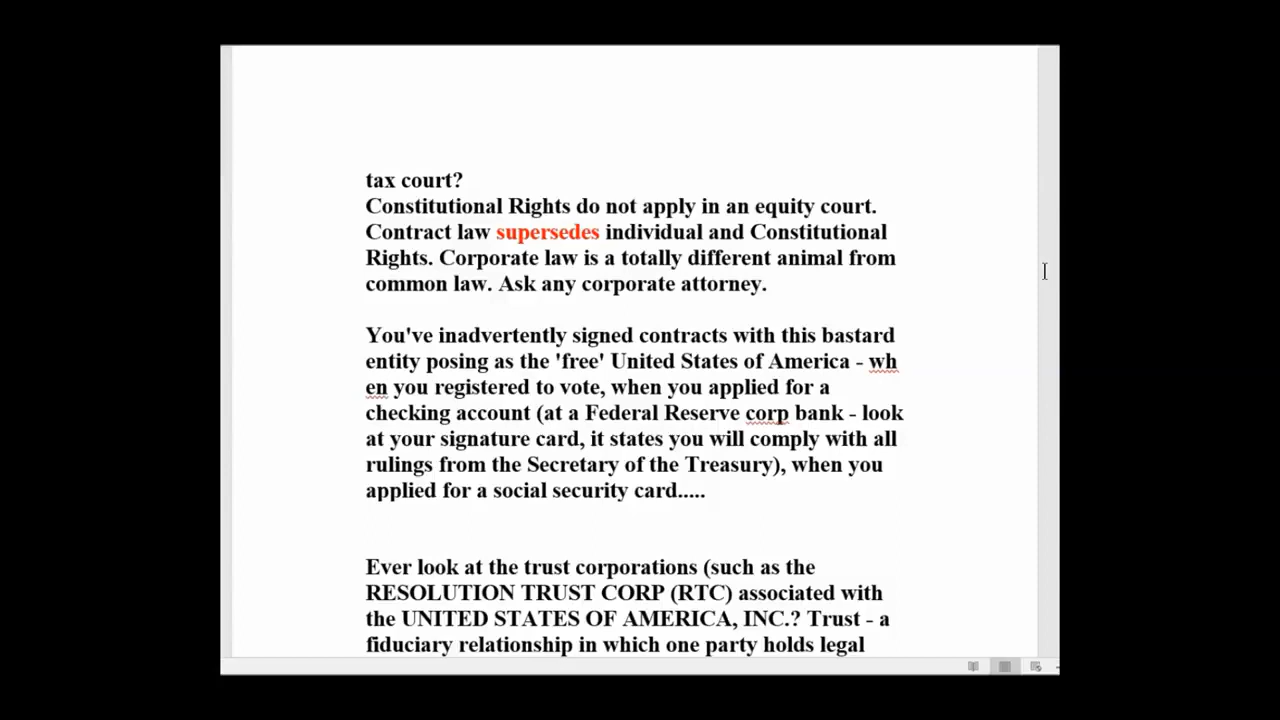 tax court?
Constitutional Rights do not apply in an equity court.
Contract law supersedes individual and Constitutional
Rights. Corporate law is a totally different animal from
common law. Ask any corporate attorney.
You've inadvertently signed contracts with this bastard
entity posing as the 'free' United States of America - wh
en you registered to vote, when you applied for a
checking account (at a Federal Reserve corp bank - look
at your signature card, it states you will comply with all
rulings from the Secretary of the Treasury), when you
applied for a social security card.....
Ever look at the trust corporations (such as the
RESOLUTION TRUST CORP (RTC) associated with
the UNITED STATES OF AMERICA, INC.? Trust - a
fiduciary relationship in which one party holds legal